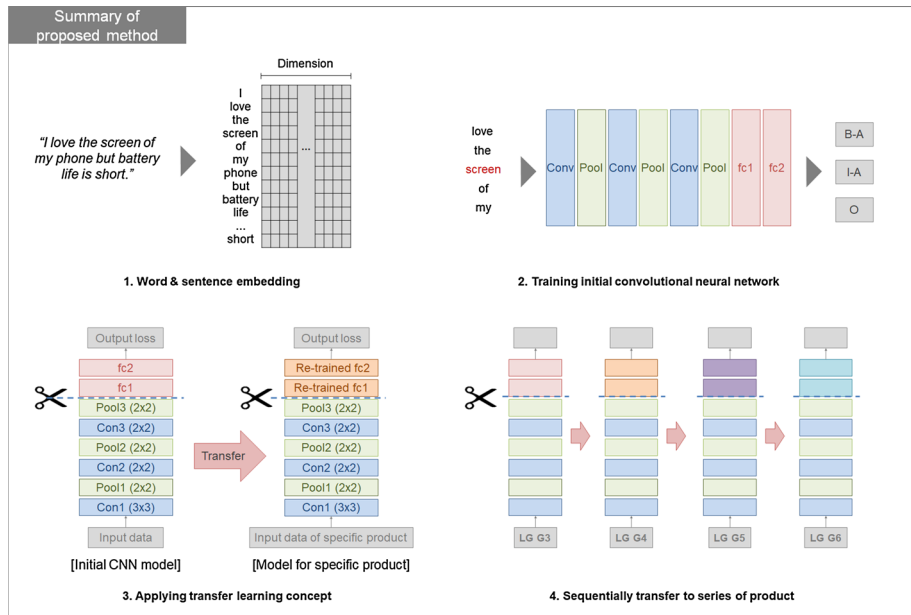 Summary of
proposed method
Dimension
"I love the screen of
my phone but battery
life is short."
I
love
the
screen
of
my
phone
but
battery
life
...
short
...
1. Word & sentence embedding
love
the
screen
of
my
Conv
Pool
Conv
Pool
Conv
Pool
fc1
fc2
B-A
I-A
O
2. Training initial convolutional neural network
Output loss
fc2
fc1
Pool3 (2x2)
Con3 (2x2)
Pool2 (2x2)
Con2 (2x2)
Pool1 (2x2)
Con1 (3x3)
Input data
[Initial CNN model]
Transfer
Output loss
Re-trained fc2
Re-trained fc1
Pool3 (2x2)
Con3 (2x2)
Pool2 (2x2)
Con2 (2x2)
Pool1 (2x2)
Con1 (3x3)
Input data of specific product
[Model for specific product]
3. Applying transfer learning concept
LG G3
LG G4
LG G5
LG G6
4. Sequentially transfer to series of product